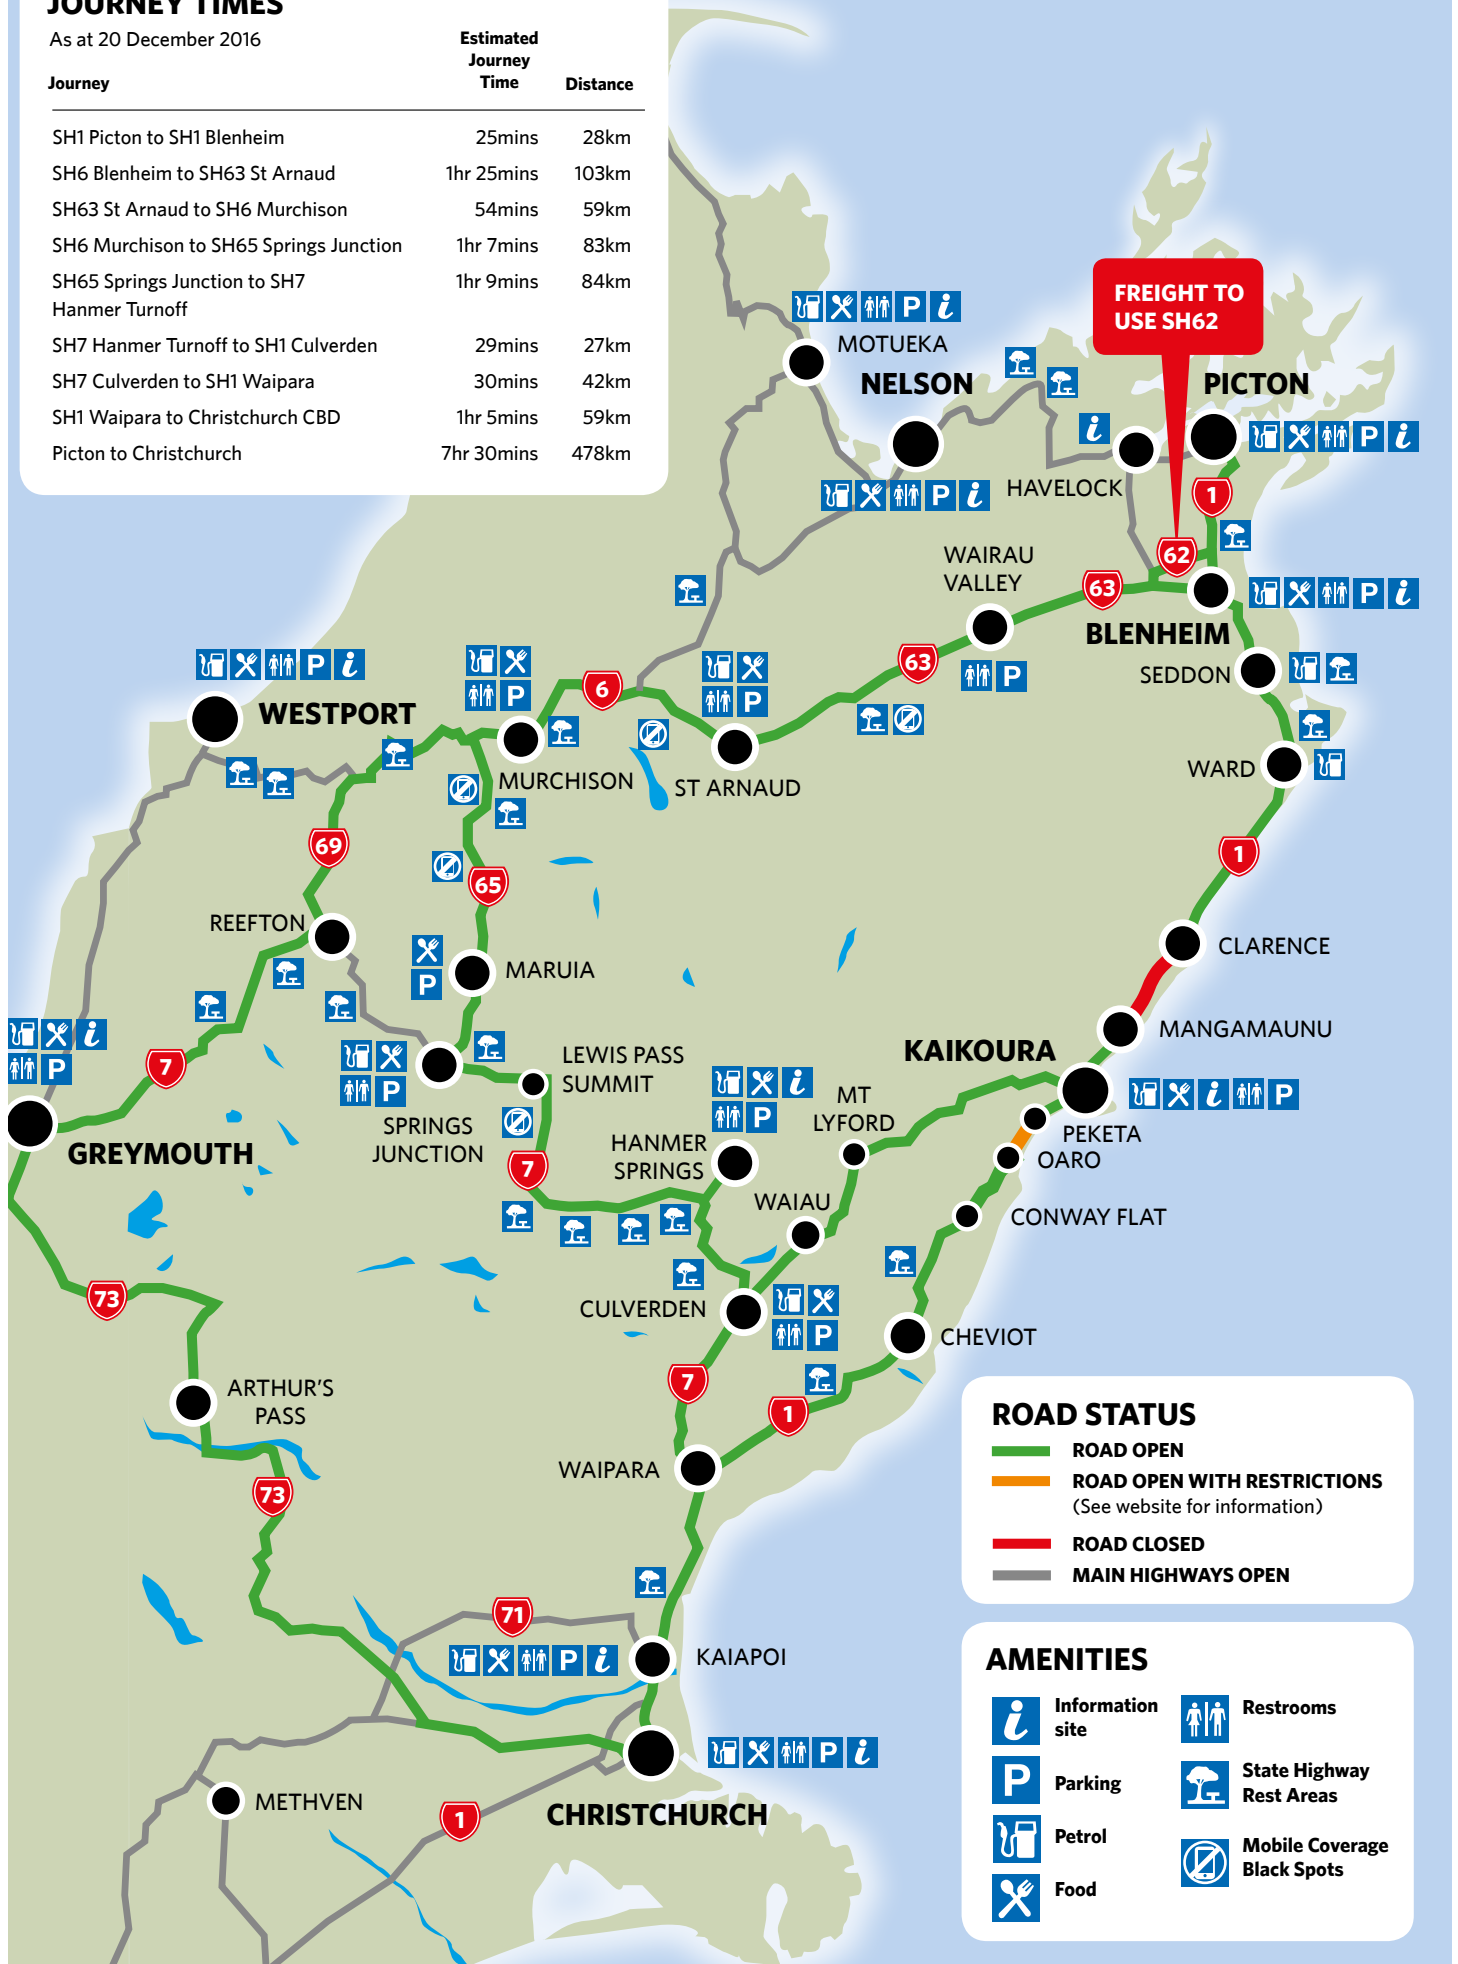 JOURNEY TIMES
As at 20 December 2016
Journey
Estimated
Journey
Time
Distance
SH1 Picton to SH1 Blenheim 25mins 28km
SH6 Blenheim to SH63 St Arnaud 1hr 25mins 103km
SH63 St Arnaud to SH6 Murchison 54mins 59km
SH6 Murchison to SH65 Springs Junction 1hr 7mins 83km
SH65 Springs Junction to SH7 1hr 9mins 84km
Hanmer Turnoff
SH7 Hanmer Turnoff to SH1 Culverden 29mins 27km
SH7 Culverden to SH1 Waipara 30mins 42km
SH1 Waipara to Christchurch CBD 1hr 5mins 59km
Picton to Christchurch 7hr 30mins 478km
FREIGHT TO
USE SH62
P i
MOTUEKA
NELSON
PICTON
i
P i
HAVELOCK
P i
1
62
WAIRAU
VALLEY
63
P i
BLENHEIM
SEDDON
63
P
P i
WESTPORT
P
6
P
MURCHISON
ST ARNAUD
WARD
69
65
1
REEFTON
MARUIA
P
CLARENCE
MANGAMAUNU
i
P
7
GREYMOUTH
P
SPRINGS
JUNCTION
LEWIS PASS
SUMMIT
i
P
KAIKOURA
i P
MT
LYFORD
PEKETA
OARO
HANMER
SPRINGS
7
WAIAU
CONWAY FLAT
73
CULVERDEN
P
CHEVIOT
ARTHUR'S
PASS
7
1
WAIPARA
73
71
P i
KAIAPOI
P i
METHVEN
1
CHRISTCHURCH
ROAD STATUS
ROAD OPEN
ROAD OPEN WITH RESTRICTIONS
(See website for information)
ROAD CLOSED
MAIN HIGHWAYS OPEN
AMENITIES
i
Information
site
Restrooms
P
Parking
State Highway
Rest Areas
Petrol
Mobile Coverage
Black Spots
Food